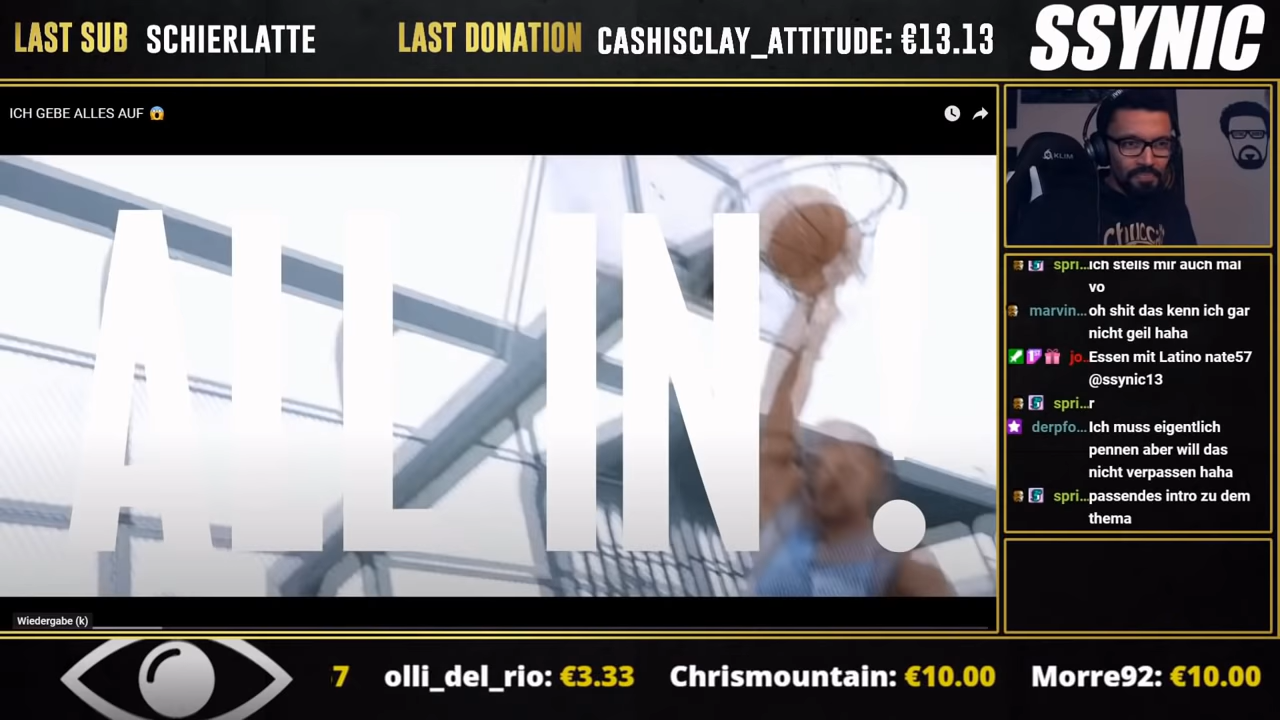 LAST SUB SCHIERLATTE LAST DONATION CASHISCLAY_ATTITUDE: €13.13 SSYNIC
ICH GEBE ALLES AUF 😱
ALL IN !
Wiedergabe (k)
KLIM
spri...ich stells mir auch mal
vo
marvin...oh shit das kenn ich gar
nicht geil haha
jo..Essen mit Latino nate57
@ssynic13
spri...r
derpfo...Ich muss eigentlich
pennen aber will das
nicht verpassen haha
spri...passendes intro zu dem
thema
7 olli_del_rio: €3.33 Chrismountain: €10.00 Morre92: €10.00